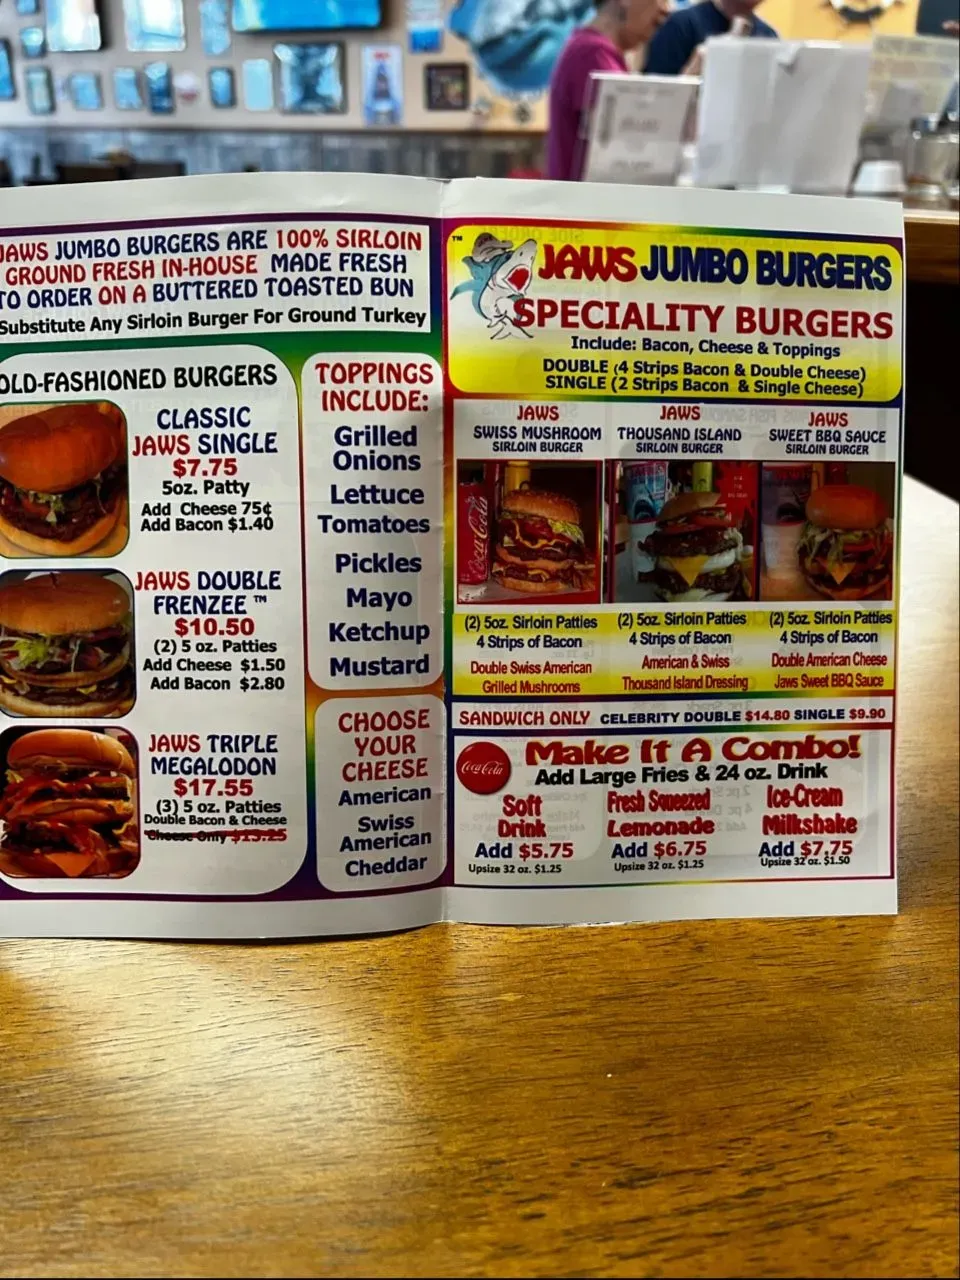 JAWS JUMBO BURGERS ARE 100% SIRLOIN
GROUND FRESH IN-HOUSE MADE FRESH
TO ORDER ON A BUTTERED TOASTED BUN
Substitute Any Sirloin Burger For Ground Turkey
OLD-FASHIONED BURGERS
CLASSIC
JAWS SINGLE
$7.75
5oz. Patty
Add Cheese 75¢
Add Bacon $1.40
JAWS DOUBLE
FRENZEE ™
$10.50
(2) 5 oz. Patties
Add Cheese $1.50
Add Bacon $2.80
JAWS TRIPLE
MEGALODON
$17.55
(3) 5 oz. Patties
Double Bacon & Cheese
Cheese Only $13.25
TOPPINGS
INCLUDE:
Grilled
Onions
Lettuce
Tomatoes
Pickles
Mayo
Ketchup
Mustard
CHOOSE
YOUR
CHEESE
American
Swiss
American
Cheddar
™
JAWS JUMBO BURGERS
SPECIALITY BURGERS
Include: Bacon, Cheese & Toppings
DOUBLE (4 Strips Bacon & Double Cheese)
SINGLE (2 Strips Bacon & Single Cheese)
JAWS
SWISS MUSHROOM
SIRLOIN BURGER
Coca-Cola
(2) 5oz. Sirloin Patties
4 Strips of Bacon
Double Swiss American
Grilled Mushrooms
JAWS
THOUSAND ISLAND
SIRLOIN BURGER
(2) 5oz. Sirloin Patties
4 Strips of Bacon
American & Swiss
Thousand Island Dressing
JAWS
SWEET BBQ SAUCE
SIRLOIN BURGER
(2) 5oz. Sirloin Patties
4 Strips of Bacon
Double American Cheese
Jaws Sweet BBQ Sauce
SANDWICH ONLY CELEBRITY DOUBLE $14.80 SINGLE $9.90
Coca-Cola
Make It A Combo!
Add Large Fries & 24 oz. Drink
Soft
Drink
Add $5.75
Upsize 32 oz. $1.25
Fresh Squeezed
Lemonade
Add $6.75
Upsize 32 oz. $1.25
Ice-Cream
Milkshake
Add $7.75
Upsize 32 oz. $1.50